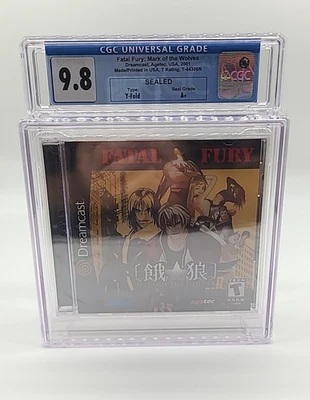 CGC UNIVERSAL GRADE
9.8
Fatal Fury: Mark of the Wolves
Dreamcast, Agetec, USA, 2001
Made/Printed in USA, T Rating, T-44306N
SEALED
Type:
Y-Fold
Seal Grade
A+
CGC
FATAL FURY
Dreamcast
餓 狼
agetec
T